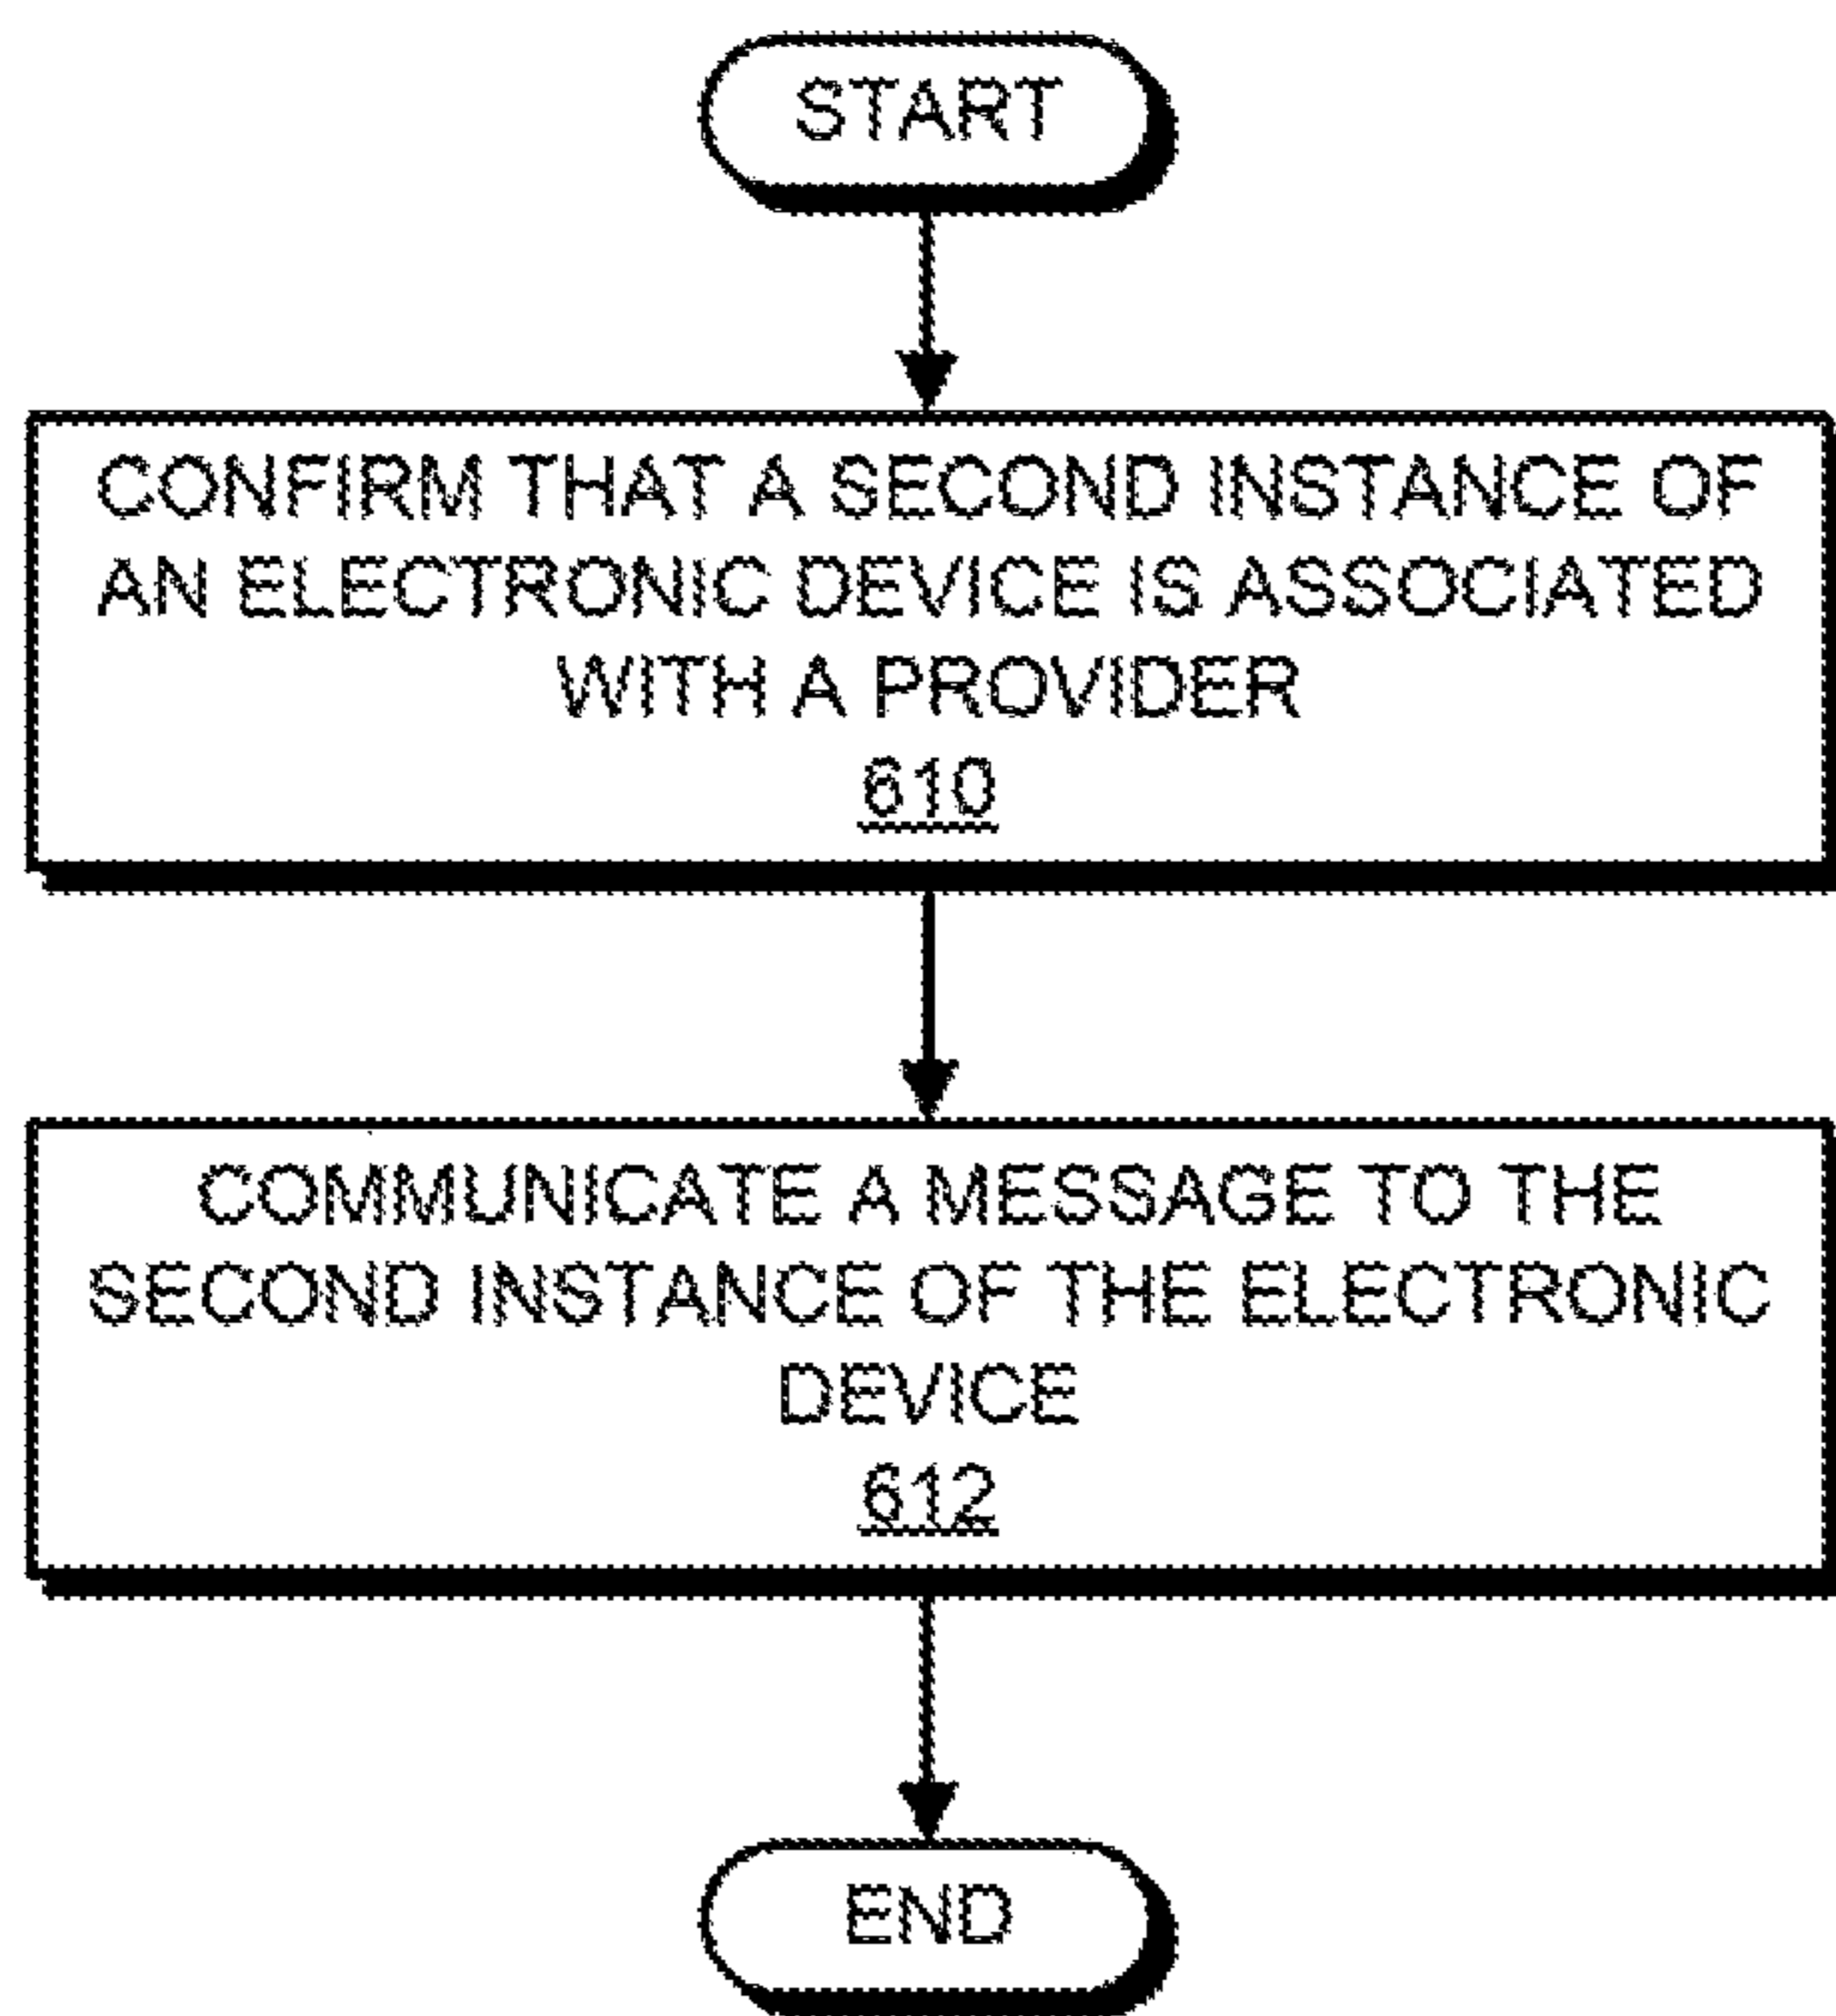 START
CONFIRM THAT A SECOND INSTANCE OF
AN ELECTRONIC DEVICE IS ASSOCIATED
WITH A PROVIDER
610
COMMUNICATE A MESSAGE TO THE
SECOND INSTANCE OF THE ELECTRONIC
DEVICE
612
END